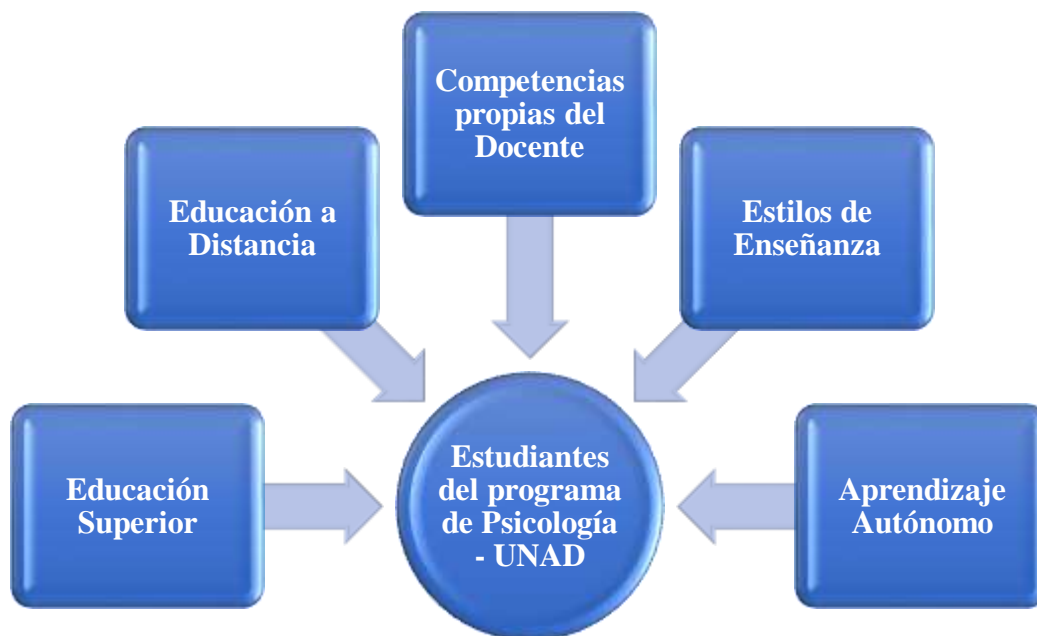 Competencias
propias del
Docente
Educación a
Distancia
Estilos de
Enseñanza
Educación
Superior
Estudiantes
del programa
de Psicología
- UNAD
Aprendizaje
Autónomo